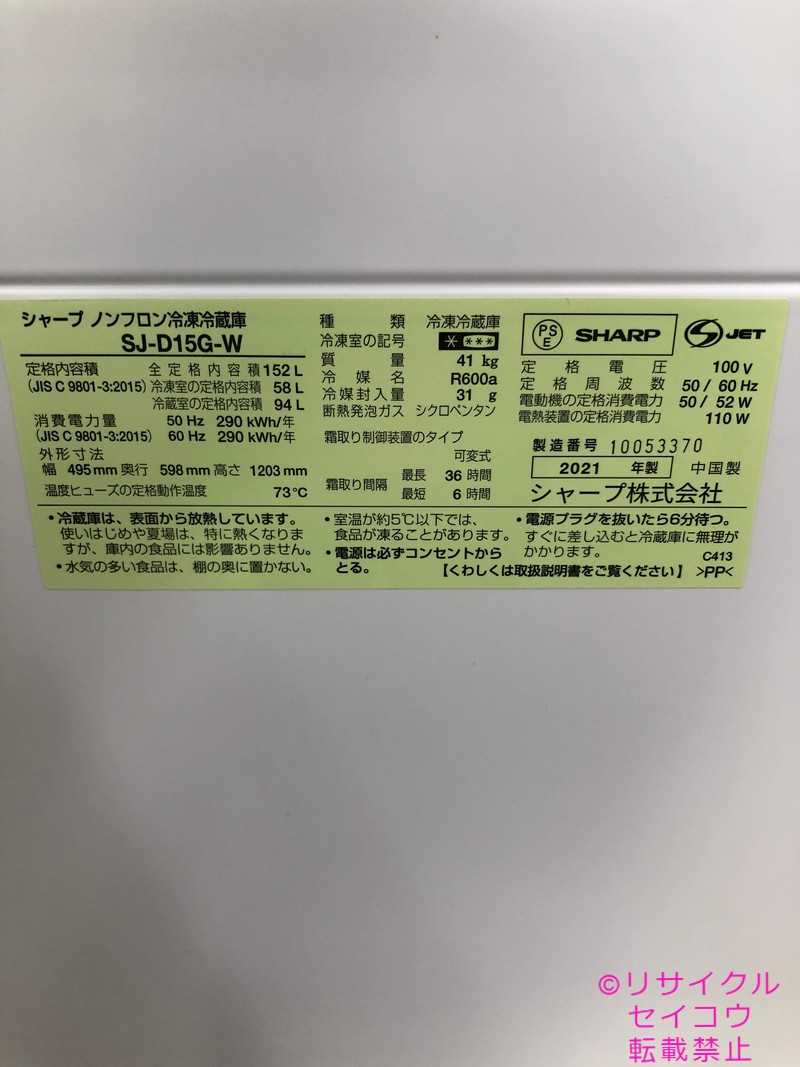 シャープ ノンフロン冷凍冷蔵庫
SJ-D15G-W
定格内容積 全定格内容積 152 L
(JIS C 9801-3:2015) 冷凍室の定格内容積 58 L
冷蔵室の定格内容積 94 L
消費電力量 50 Hz 290 kWh/年
(JIS C 9801-3:2015) 60 Hz 290 kWh/年
外形寸法
幅 495 mm 奥行 598 mm 高さ 1203 mm
温度ヒューズの定格動作温度 73℃
種類 冷凍冷蔵庫
冷凍室の記号 * ***
質量 41 kg
冷媒名 R600a
冷媒封入量 31 g
断熱発泡ガス シクロペンタン
霜取り制御装置のタイプ
可変式
霜取り間隔 最長 36 時間
最短 6 時間
PSE SHARP S JET
定格電圧 100 V
定格周波数 50 / 60 Hz
電動機の定格消費電力 50 / 52 W
電熱装置の定格消費電力 110 W
製造番号 10053370
2021 年製 中国製
シャープ株式会社
・冷蔵庫は、表面から放熱しています。
使いはじめや夏場は、特に熱くなりま
すが、庫内の食品には影響ありません。
・水気の多い食品は、棚の奥に置かない。
・室温が約5℃以下では、
食品が凍ることがあります。
・電源は必ずコンセントから
とる。
・電源プラグを抜いたら6分待つ。
すぐに差し込むと冷蔵庫に無理が
かかります。
C413
【くわしくは取扱説明書をご覧ください】 >PP<
©リサイクル
セイコウ
転載禁止